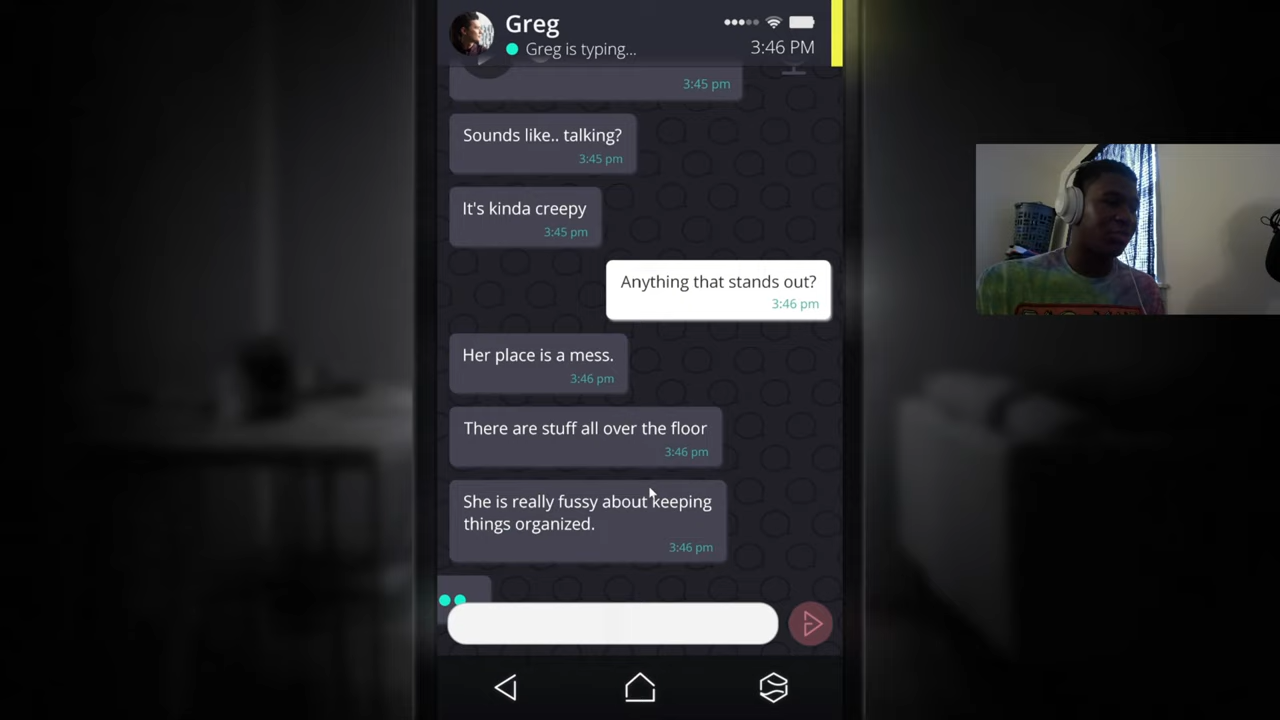 Greg
Greg is typing...
3:46 PM
3:45 pm
Sounds like.. talking?
3:45 pm
It's kinda creepy
3:45 pm
Anything that stands out?
3:46 pm
Her place is a mess.
3:46 pm
There are stuff all over the floor
3:46 pm
She is really fussy about keeping
things organized.
3:46 pm